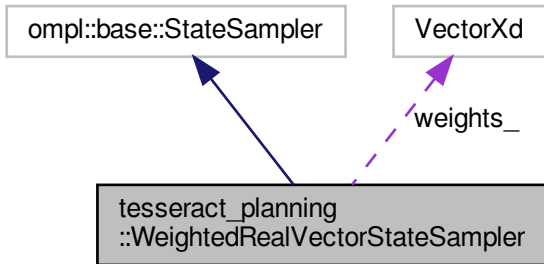 ompl::base::StateSampler
VectorXd
weights_
tesseract_planning
::WeightedRealVectorStateSampler